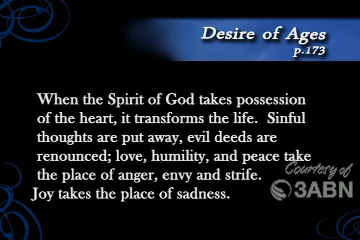 Desire of Ages
p.173
When the Spirit of God takes possession
of the heart, it transforms the life.  Sinful
thoughts are put away, evil deeds are
renounced; love, humility, and peace take
the place of anger, envy and strife.
Joy takes the place of sadness.
Courtesy of
3ABN